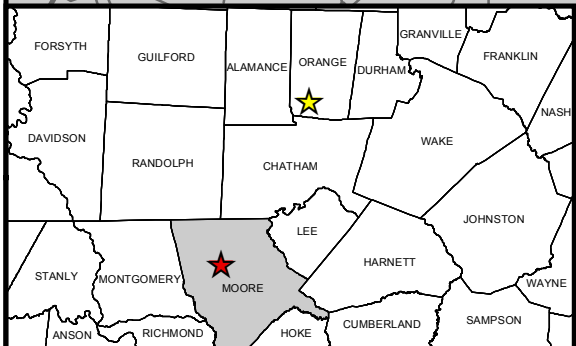 GRANVILLE
FORSYTH
GUILFORD
ALAMANCE
ORANGE
DURHAM
FRANKLIN
NASH
DAVIDSON
WAKE
RANDOLPH
CHATHAM
JOHNSTON
LEE
HARNETT
STANLY
MONTGOMERY
MOORE
WAYNE
ANSON
RICHMOND
HOKE
CUMBERLAND
SAMPSON